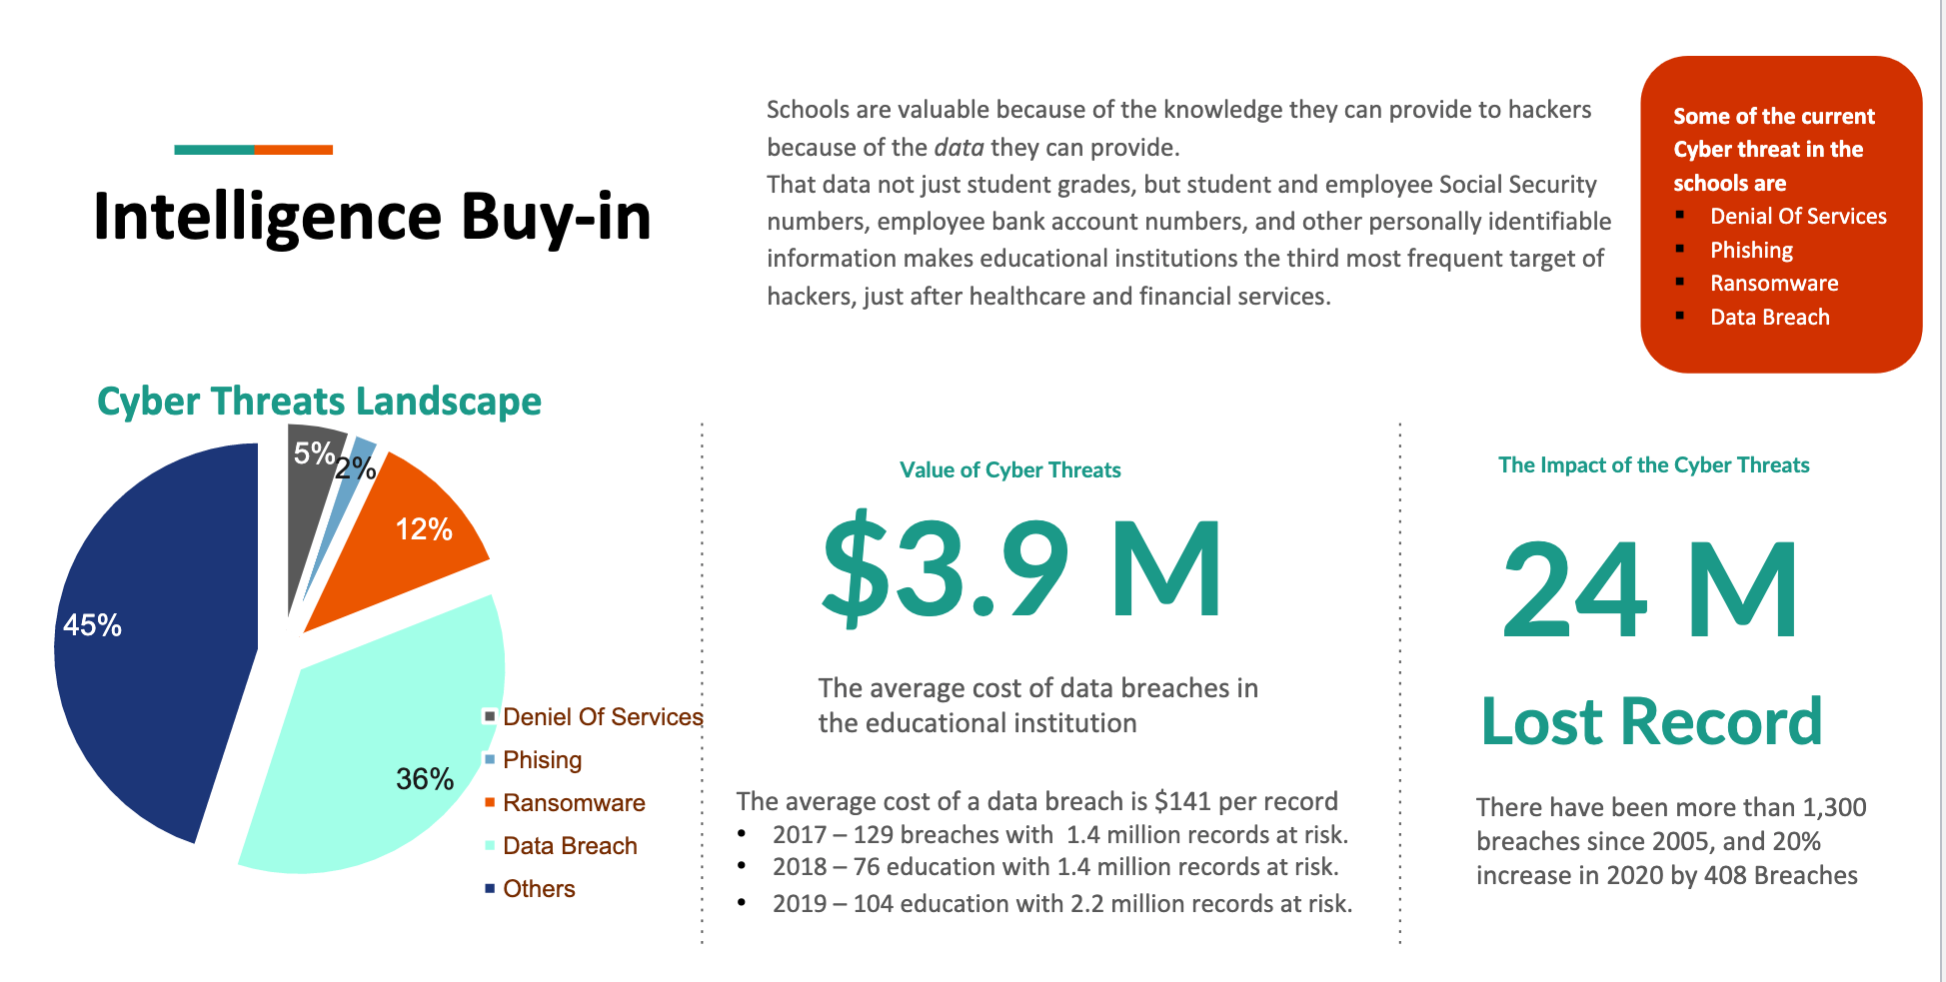 Intelligence Buy-in
Schools are valuable because of the knowledge they can provide to hackers
because of the data they can provide.
That data not just student grades, but student and employee Social Security
numbers, employee bank account numbers, and other personally identifiable
information makes educational institutions the third most frequent target of
hackers, just after healthcare and financial services.
Some of the current
Cyber threat in the
schools are
▪ Denial Of Services
▪ Phishing
▪ Ransomware
▪ Data Breach
Cyber Threats Landscape
5%
2%
12%
45%
36%
Deniel Of Services
Phising
Ransomware
Data Breach
Others
Value of Cyber Threats
$3.9 M
The average cost of data breaches in
the educational institution
The average cost of a data breach is $141 per record
• 2017 – 129 breaches with 1.4 million records at risk.
• 2018 – 76 education with 1.4 million records at risk.
• 2019 – 104 education with 2.2 million records at risk.
The Impact of the Cyber Threats
24 M
Lost Record
There have been more than 1,300
breaches since 2005, and 20%
increase in 2020 by 408 Breaches